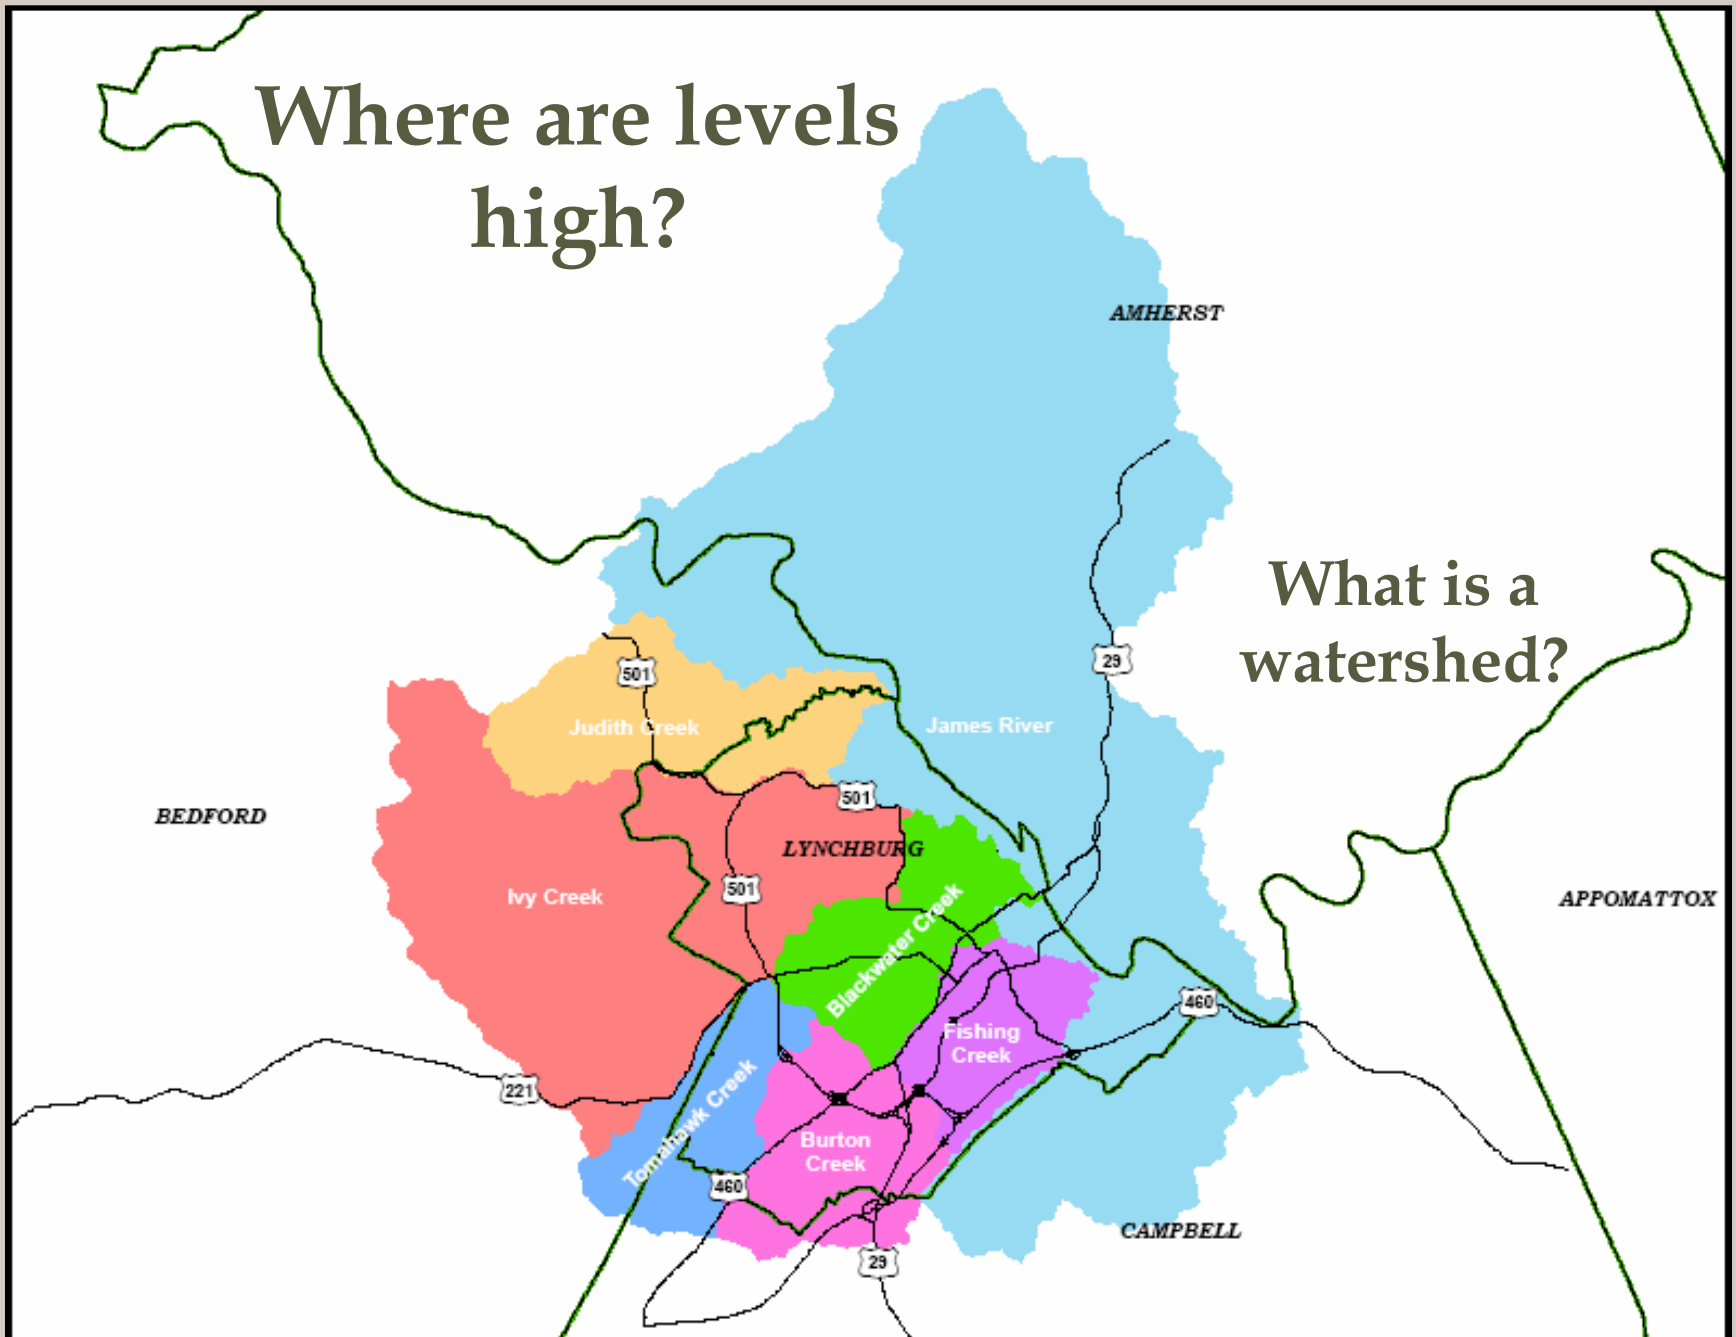 Where are levels
high?
AMHERST
What is a
watershed?
29
501
Judith Creek
James River
501
BEDFORD
LYNCHBURG
501
Ivy Creek
Blackwater Creek
APPOMATTOX
460
Fishing
Creek
221
Tomahawk Creek
Burton
Creek
460
CAMPBELL
29